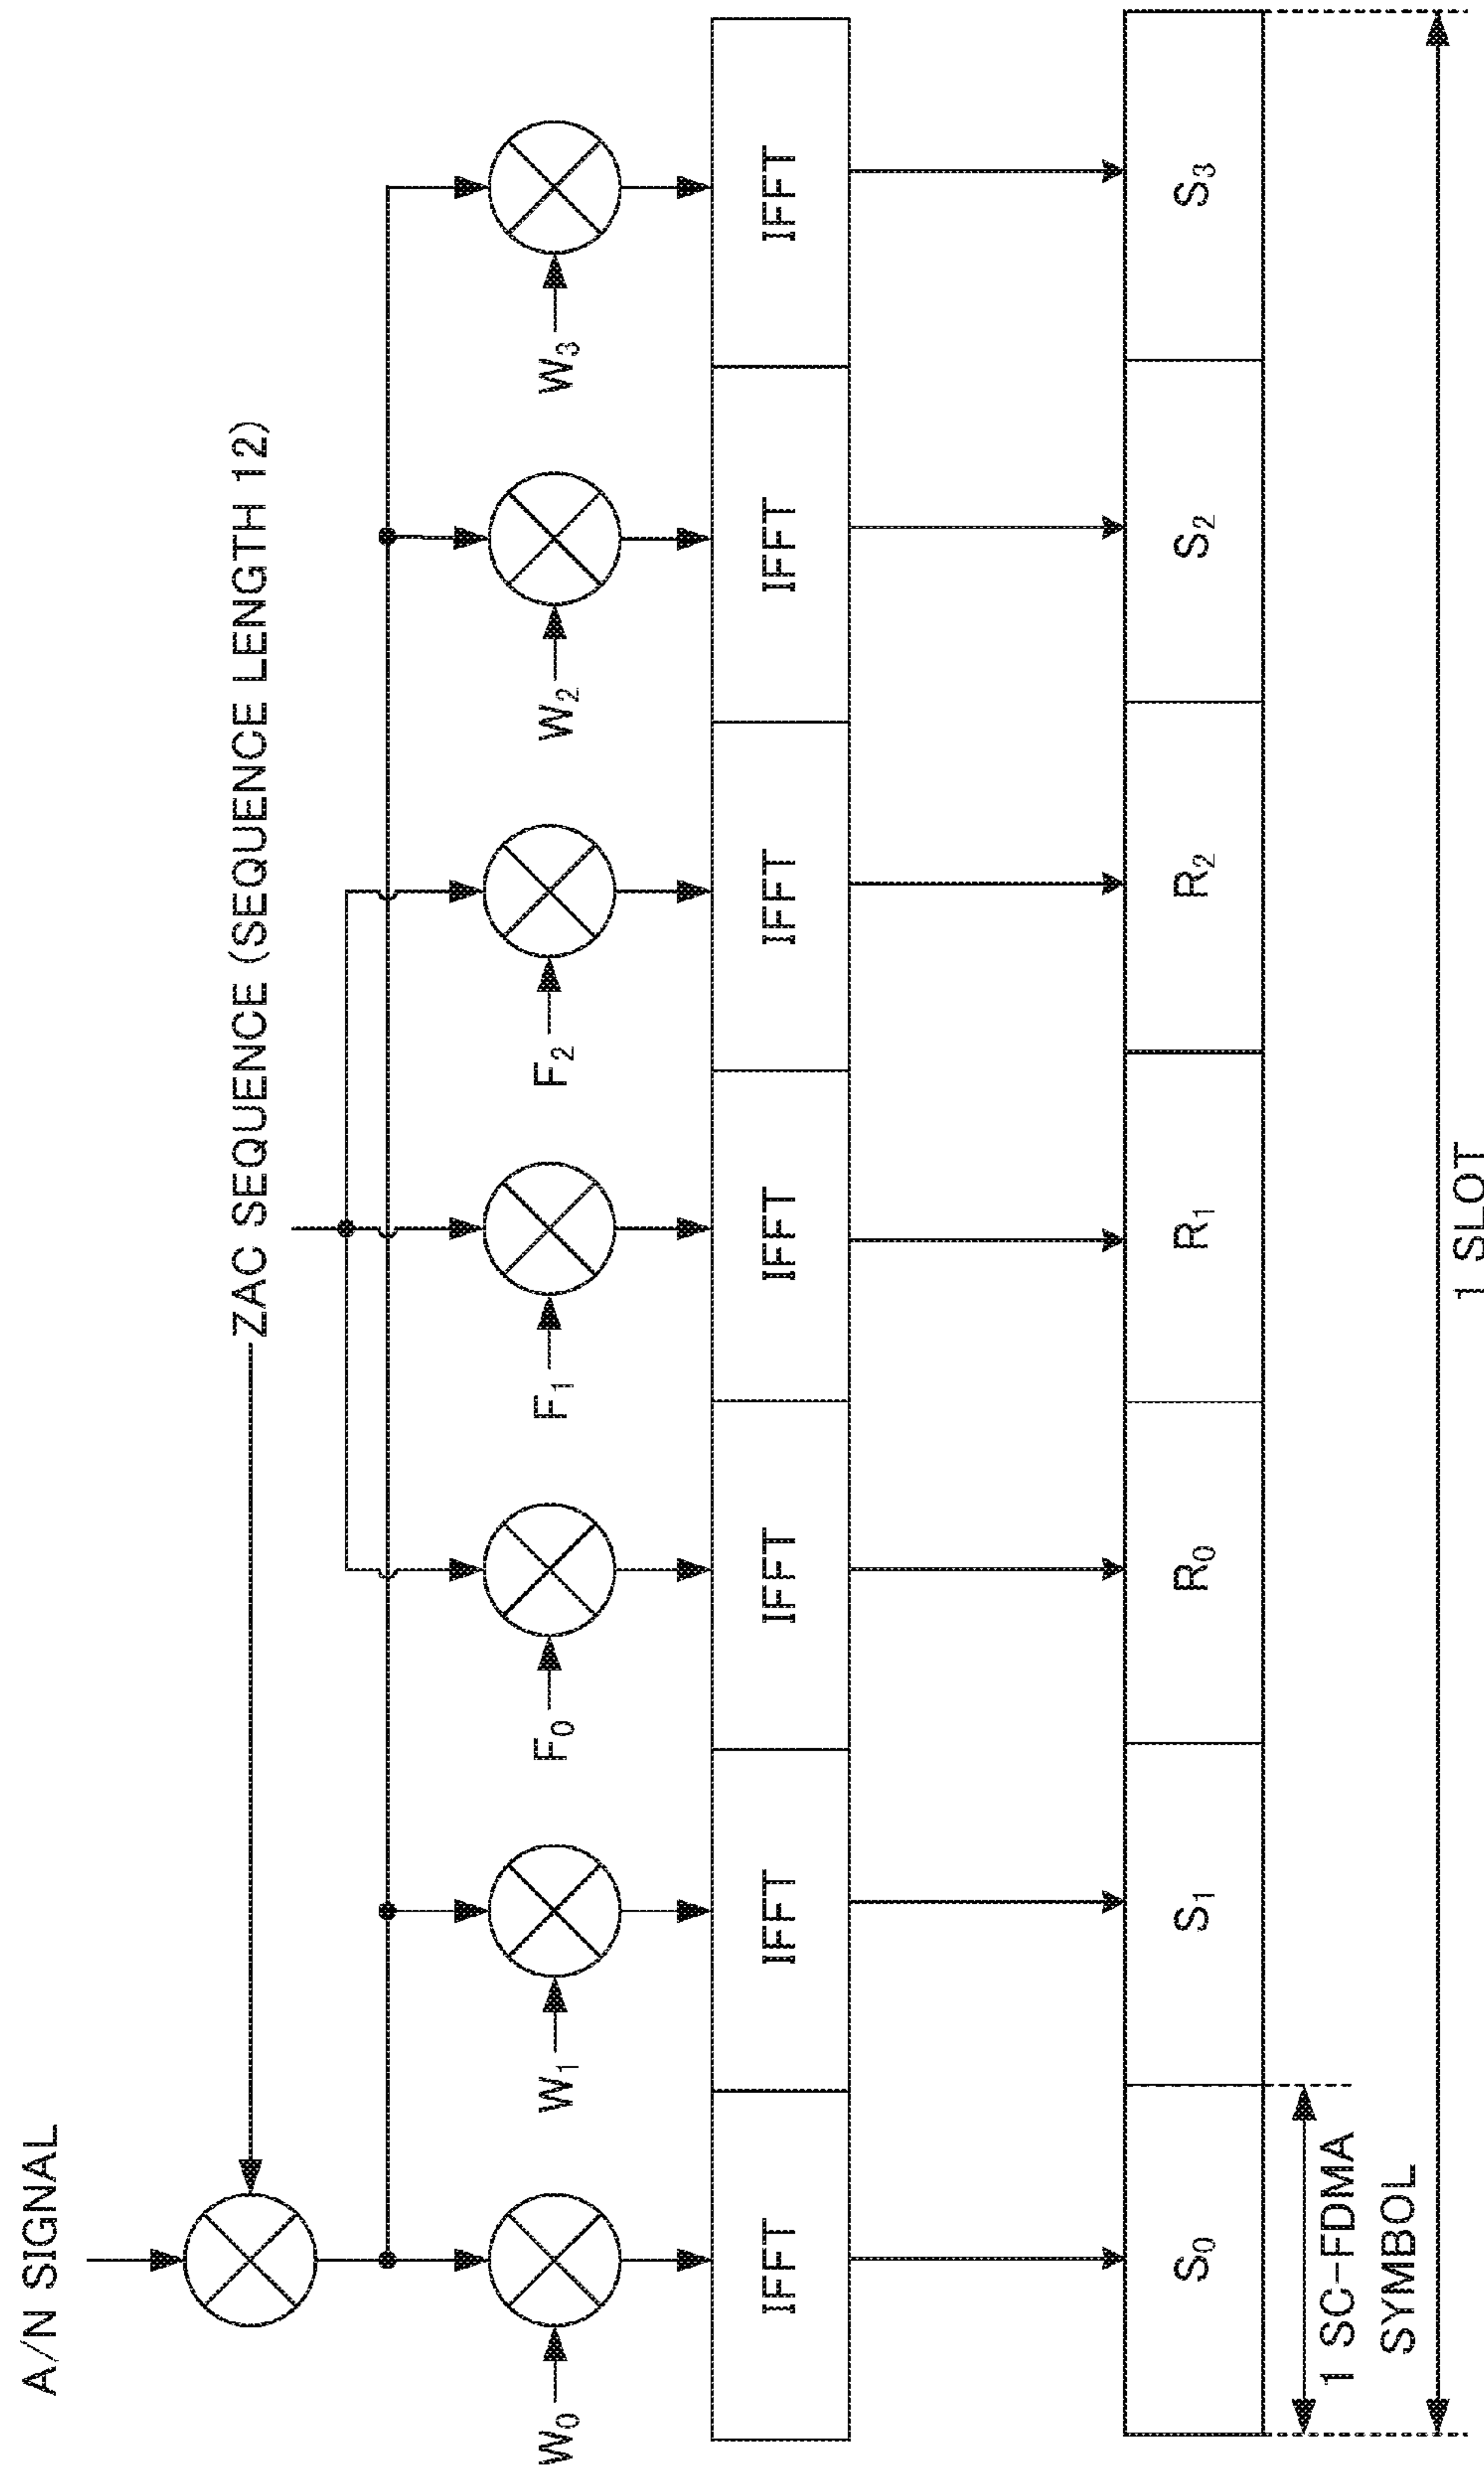 A/N SIGNAL
ZAC SEQUENCE (SEQUENCE LENGTH 12)
W₀ W₁ F₀ F₁ F₂ W₂ W₃
IFFT IFFT IFFT IFFT IFFT IFFT IFFT
S₀ S₁ R₀ R₁ R₂ S₂ S₃
1 SC-FDMA
SYMBOL
1 SLOT